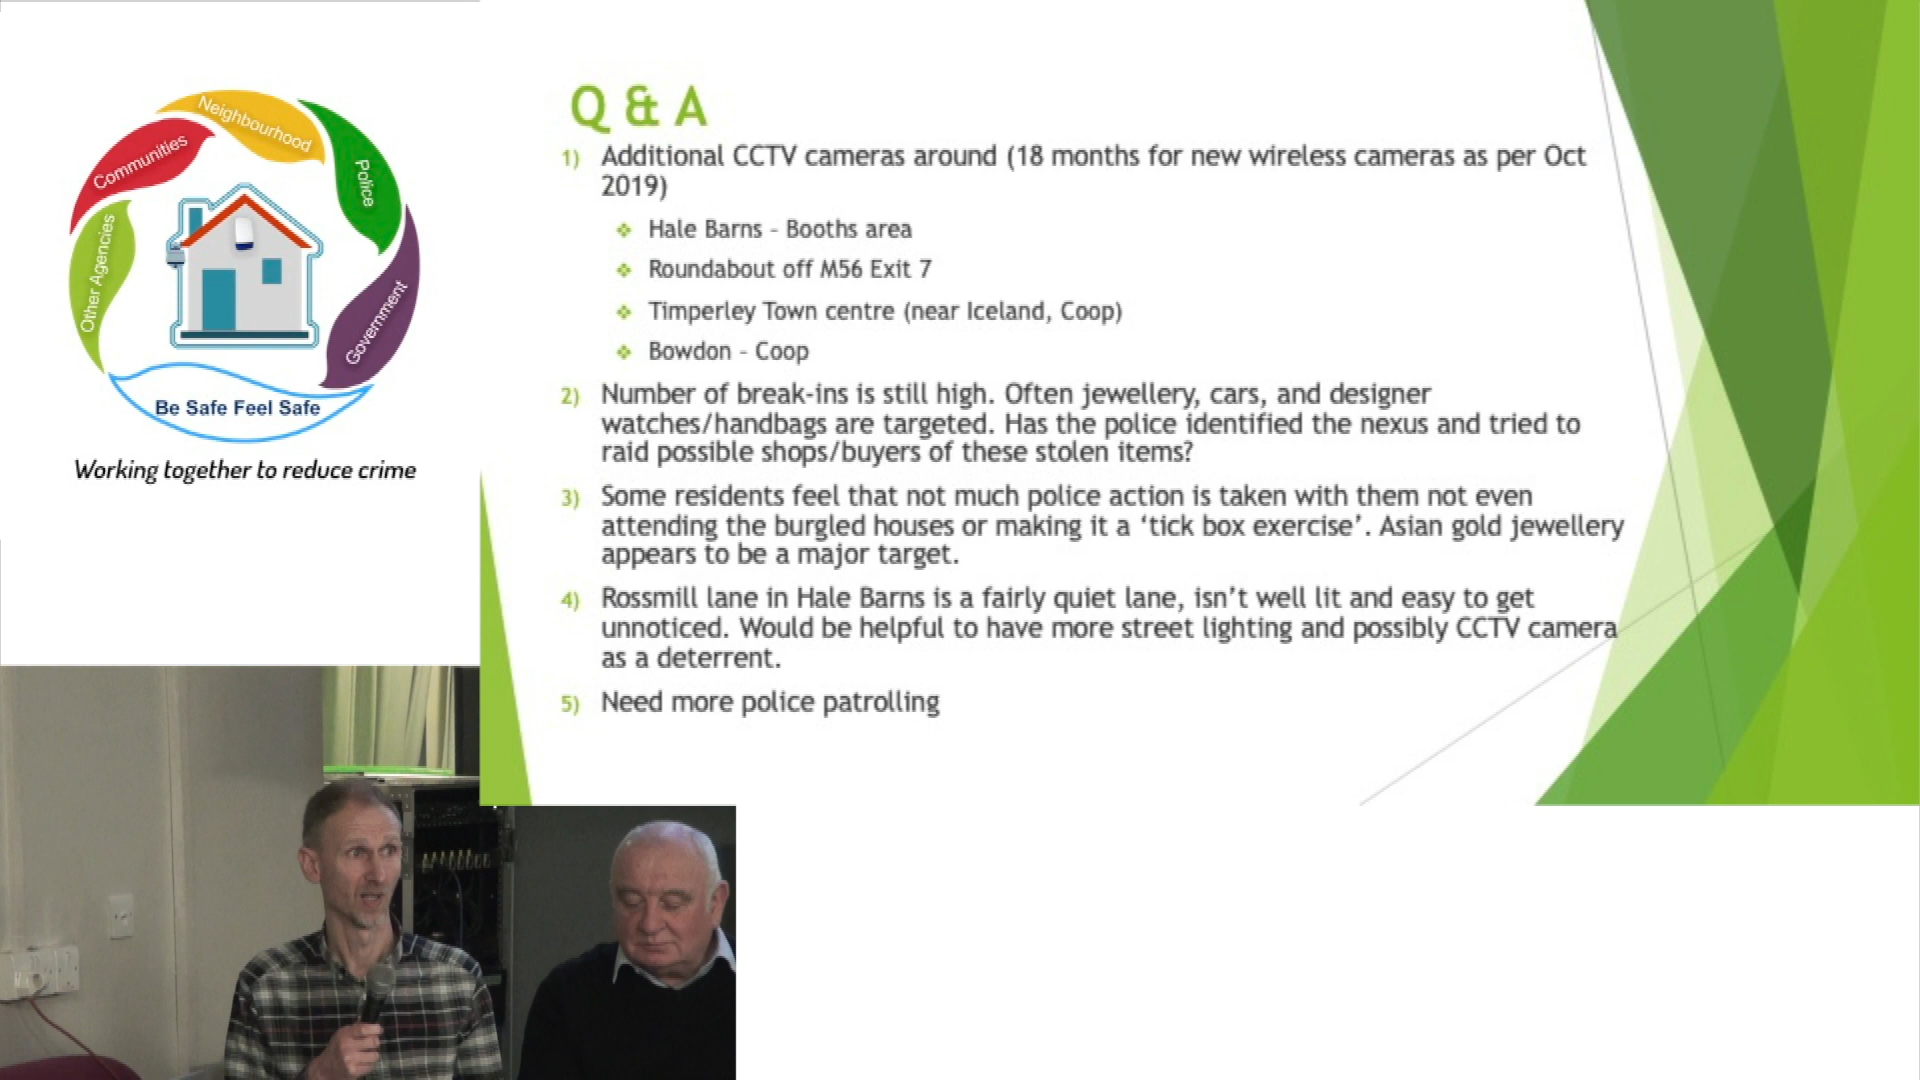 Neighbourhood
Communities
Police
Other Agencies
Government
Be Safe Feel Safe
Working together to reduce crime
Q & A
1) Additional CCTV cameras around (18 months for new wireless cameras as per Oct
2019)
❖ Hale Barns - Booths area
❖ Roundabout off M56 Exit 7
❖ Timperley Town centre (near Iceland, Coop)
❖ Bowdon - Coop
2) Number of break-ins is still high. Often jewellery, cars, and designer
watches/handbags are targeted. Has the police identified the nexus and tried to
raid possible shops/buyers of these stolen items?
3) Some residents feel that not much police action is taken with them not even
attending the burgled houses or making it a ‘tick box exercise’. Asian gold jewellery
appears to be a major target.
4) Rossmill lane in Hale Barns is a fairly quiet lane, isn’t well lit and easy to get
unnoticed. Would be helpful to have more street lighting and possibly CCTV camera
as a deterrent.
5) Need more police patrolling